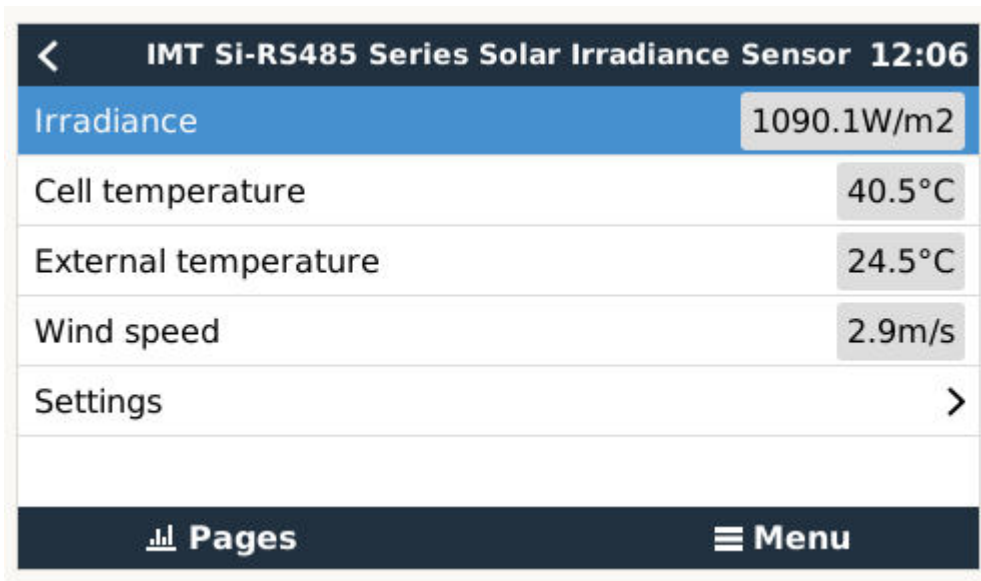 IMT Si-RS485 Series Solar Irradiance Sensor 12:06
Irradiance 1090.1W/m2
Cell temperature 40.5°C
External temperature 24.5°C
Wind speed 2.9m/s
Settings
Pages Menu